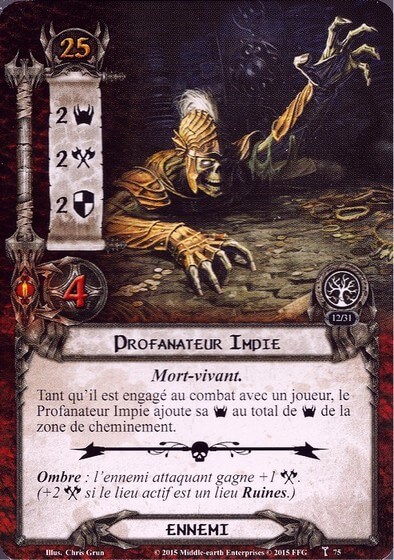 25
2
2
2
4
12/31
Profanateur Impie
Mort-vivant.
Tant qu'il est engagé au combat avec un joueur, le
Profanateur Impie ajoute sa au total de de la
zone de cheminement.
Ombre : l'ennemi attaquant gagne +1 .
(+2 si le lieu actif est un lieu Ruines.)
ENNEMI
Illus. Chris Grun © 2015 Middle-earth Enterprises © 2015 FFG 75